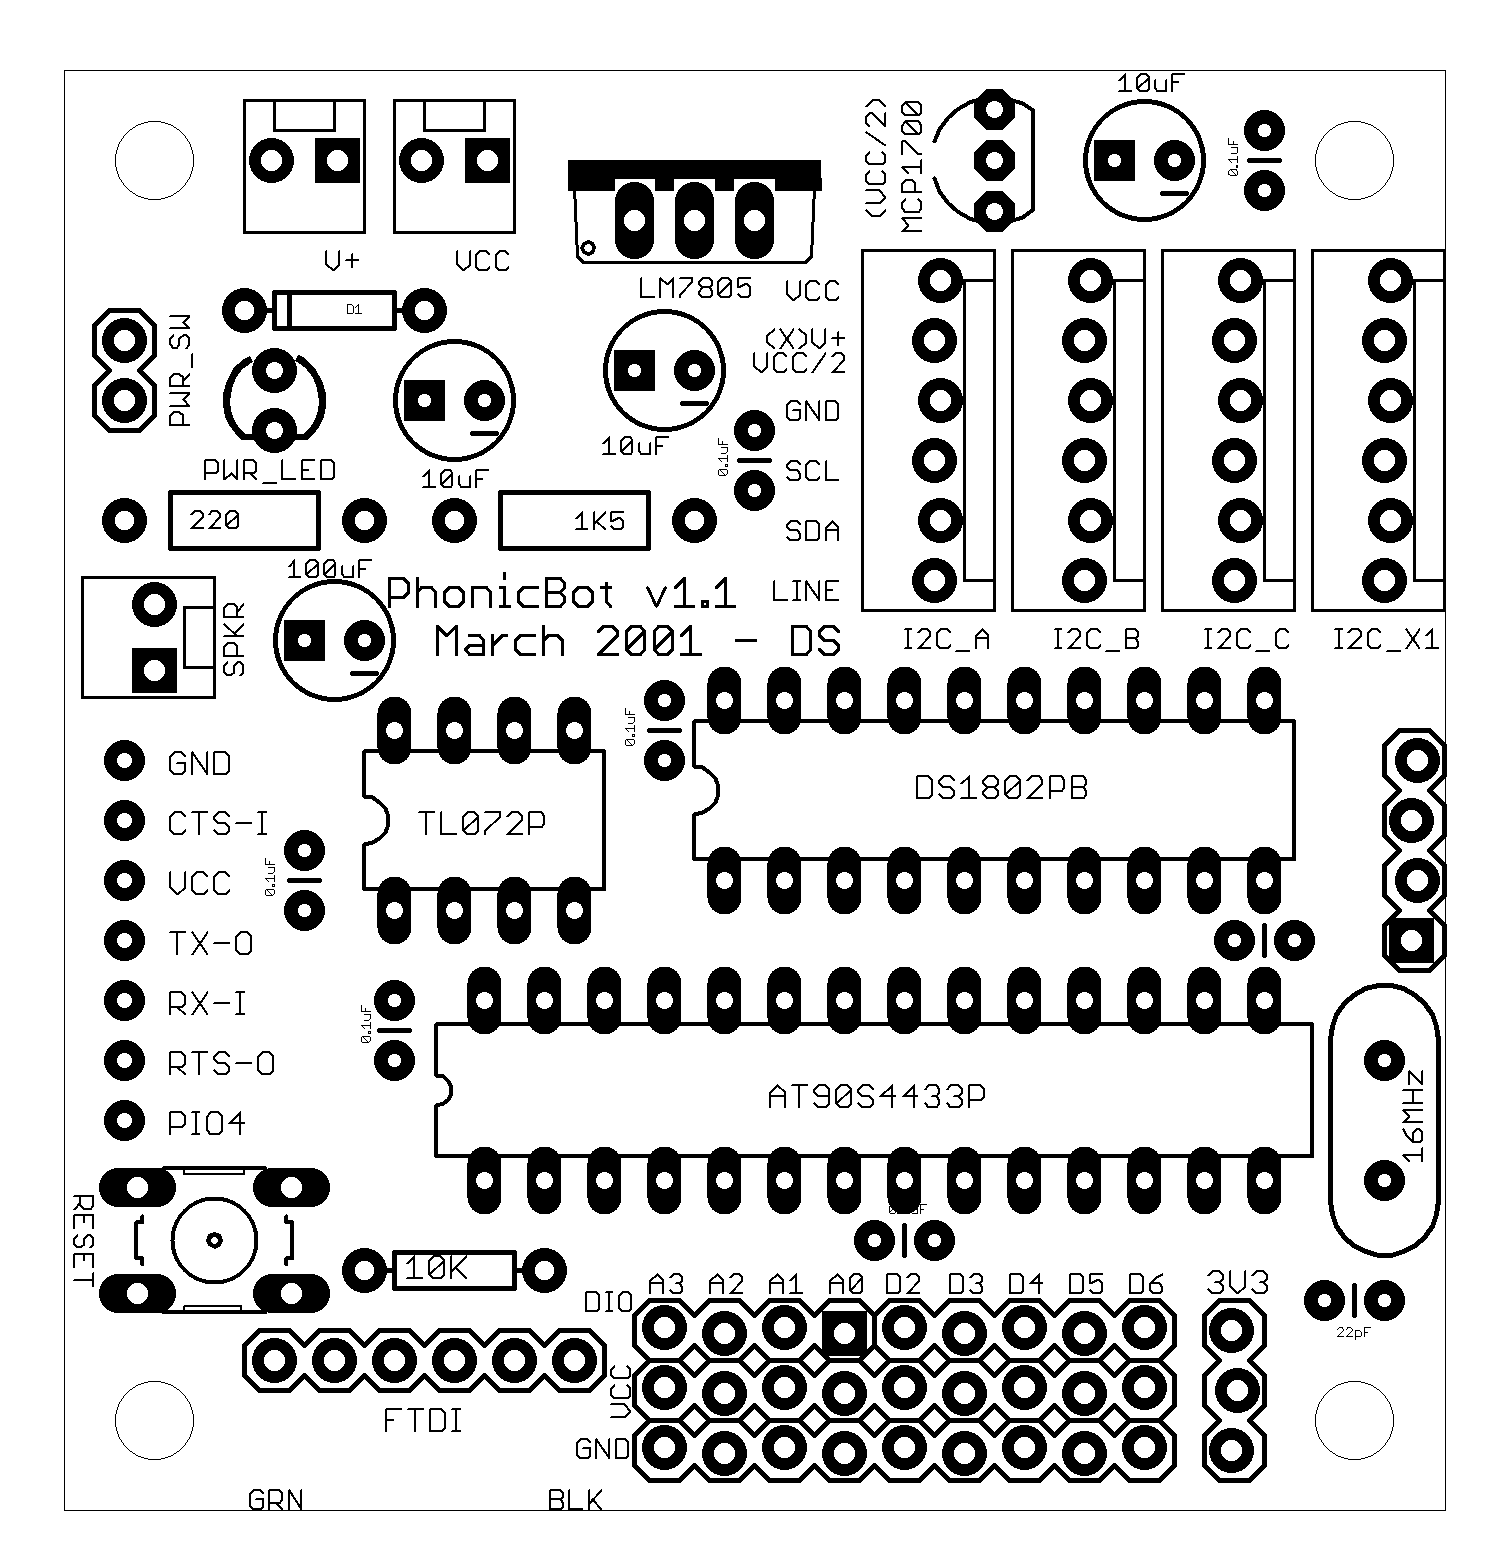 10uF
(VCC/2)
MCP1700
0.1uF
V+
VCC
LM7805
VCC
D1
PWR_SW
(X)V+
VCC/2
GND
10uF
0.1uF
PWR_LED
10uF
SCL
220
1K5
SDA
100uF
PhonicBot v1.1
LINE
SPKR
March 2001 - DS
I2C_A
I2C_B
I2C_C
I2C_X1
0.1uF
GND
DS1802PB
CTS-I
TL072P
0.1uF
VCC
TX-O
RX-I
0.1uF
RTS-O
AT90S4433P
PIO4
16MHz
RESET
10K
A3 A2 A1 A0 D2 D3 D4 D5 D6
3V3
DIO
22pF
VCC
FTDI
GND
GRN
BLK